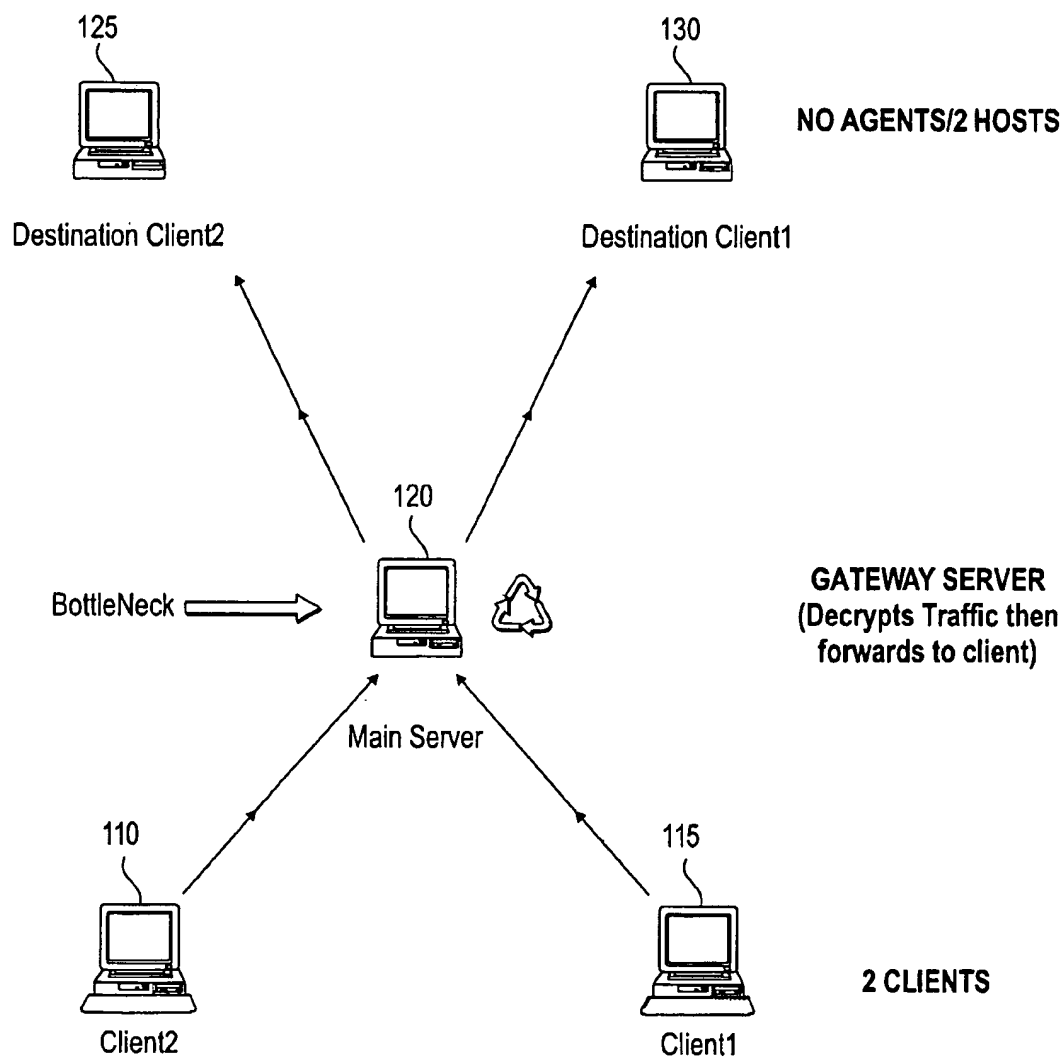 125
130
NO AGENTS/2 HOSTS
Destination Client2
Destination Client1
120
BottleNeck
GATEWAY SERVER
(Decrypts Traffic then
forwards to client)
Main Server
110
115
2 CLIENTS
Client2
Client1